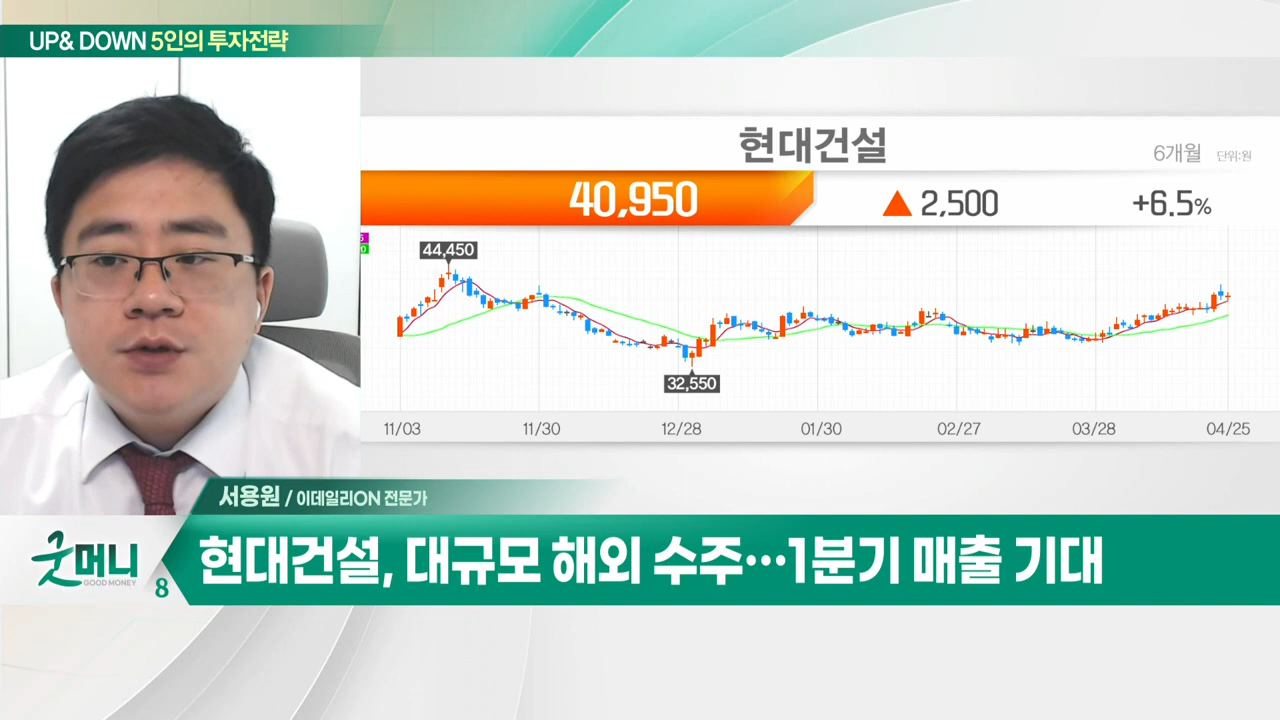 UP& DOWN 5인의 투자전략
현대건설
6개월 단위:원
40,950 ▲ 2,500 +6.5%
44,450
32,550
11/03 11/30 12/28 01/30 02/27 03/28 04/25
서용원 / 이데일리ON 전문가
굿머니
GOOD MONEY
8
현대건설, 대규모 해외 수주…1분기 매출 기대